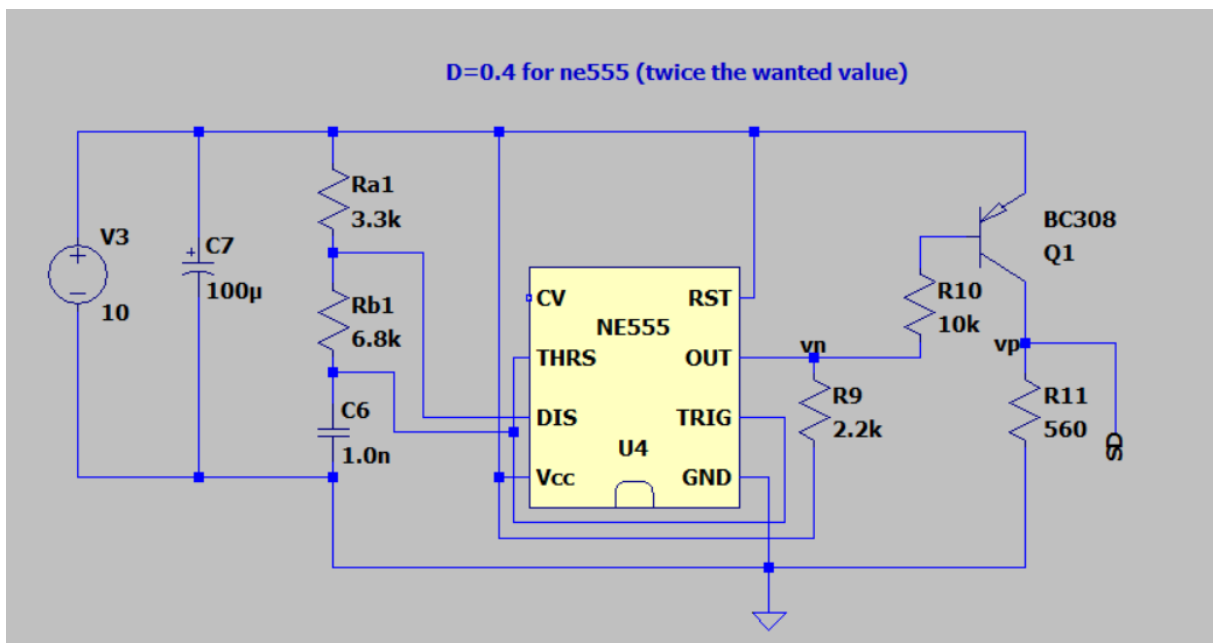 D=0.4 for ne555 (twice the wanted value)
V3
10
C7
+
100µ
Ra1
3.3k
Rb1
6.8k
C6
1.0n
CV
RST
NE555
THRS
OUT
DIS
TRIG
U4
Vcc
GND
vn
R9
2.2k
R10
10k
BC308
Q1
vp
R11
560
SD